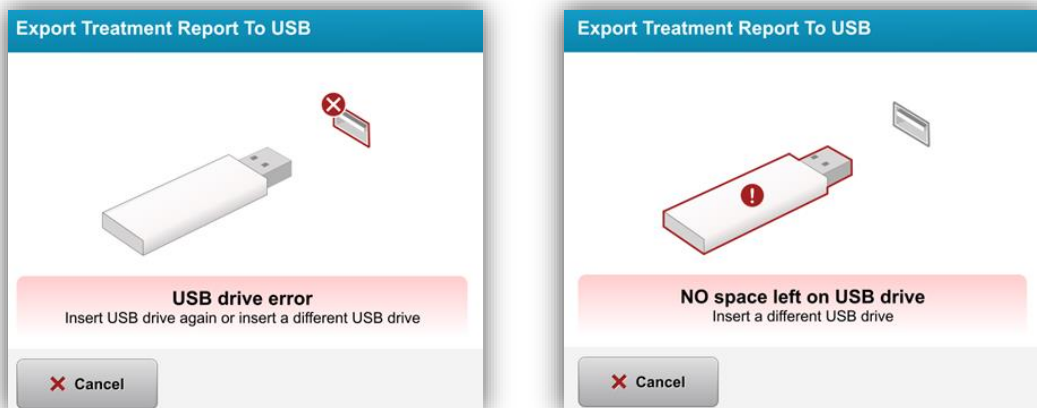 Export Treatment Report To USB
USB drive error
Insert USB drive again or insert a different USB drive
Cancel
Export Treatment Report To USB
NO space left on USB drive
Insert a different USB drive
Cancel